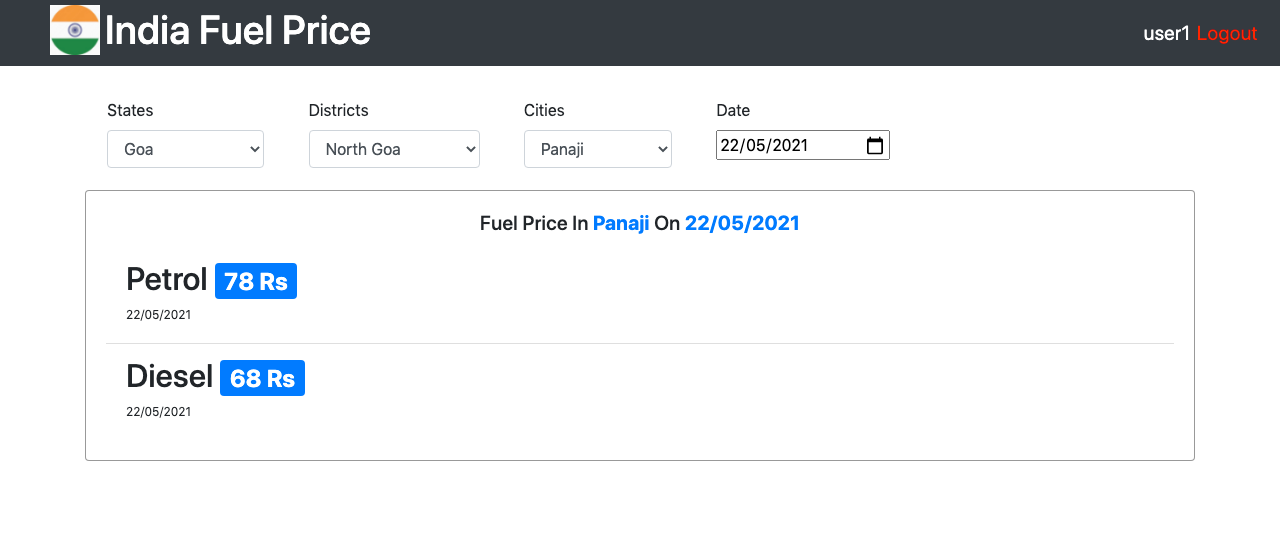 India Fuel Price
user1 Logout
States Districts Cities Date
Goa North Goa Panaji 22/05/2021
Fuel Price In Panaji On 22/05/2021
Petrol 78 Rs
22/05/2021
Diesel 68 Rs
22/05/2021